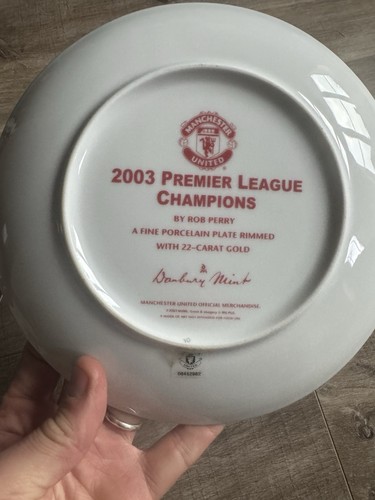 MANCHESTER
UNITED
2003 PREMIER LEAGUE
CHAMPIONS
BY ROB PERRY
A FINE PORCELAIN PLATE RIMMED
WITH 22-CARAT GOLD
&
Danbury Mint
MANCHESTER UNITED OFFICIAL MERCHANDISE.